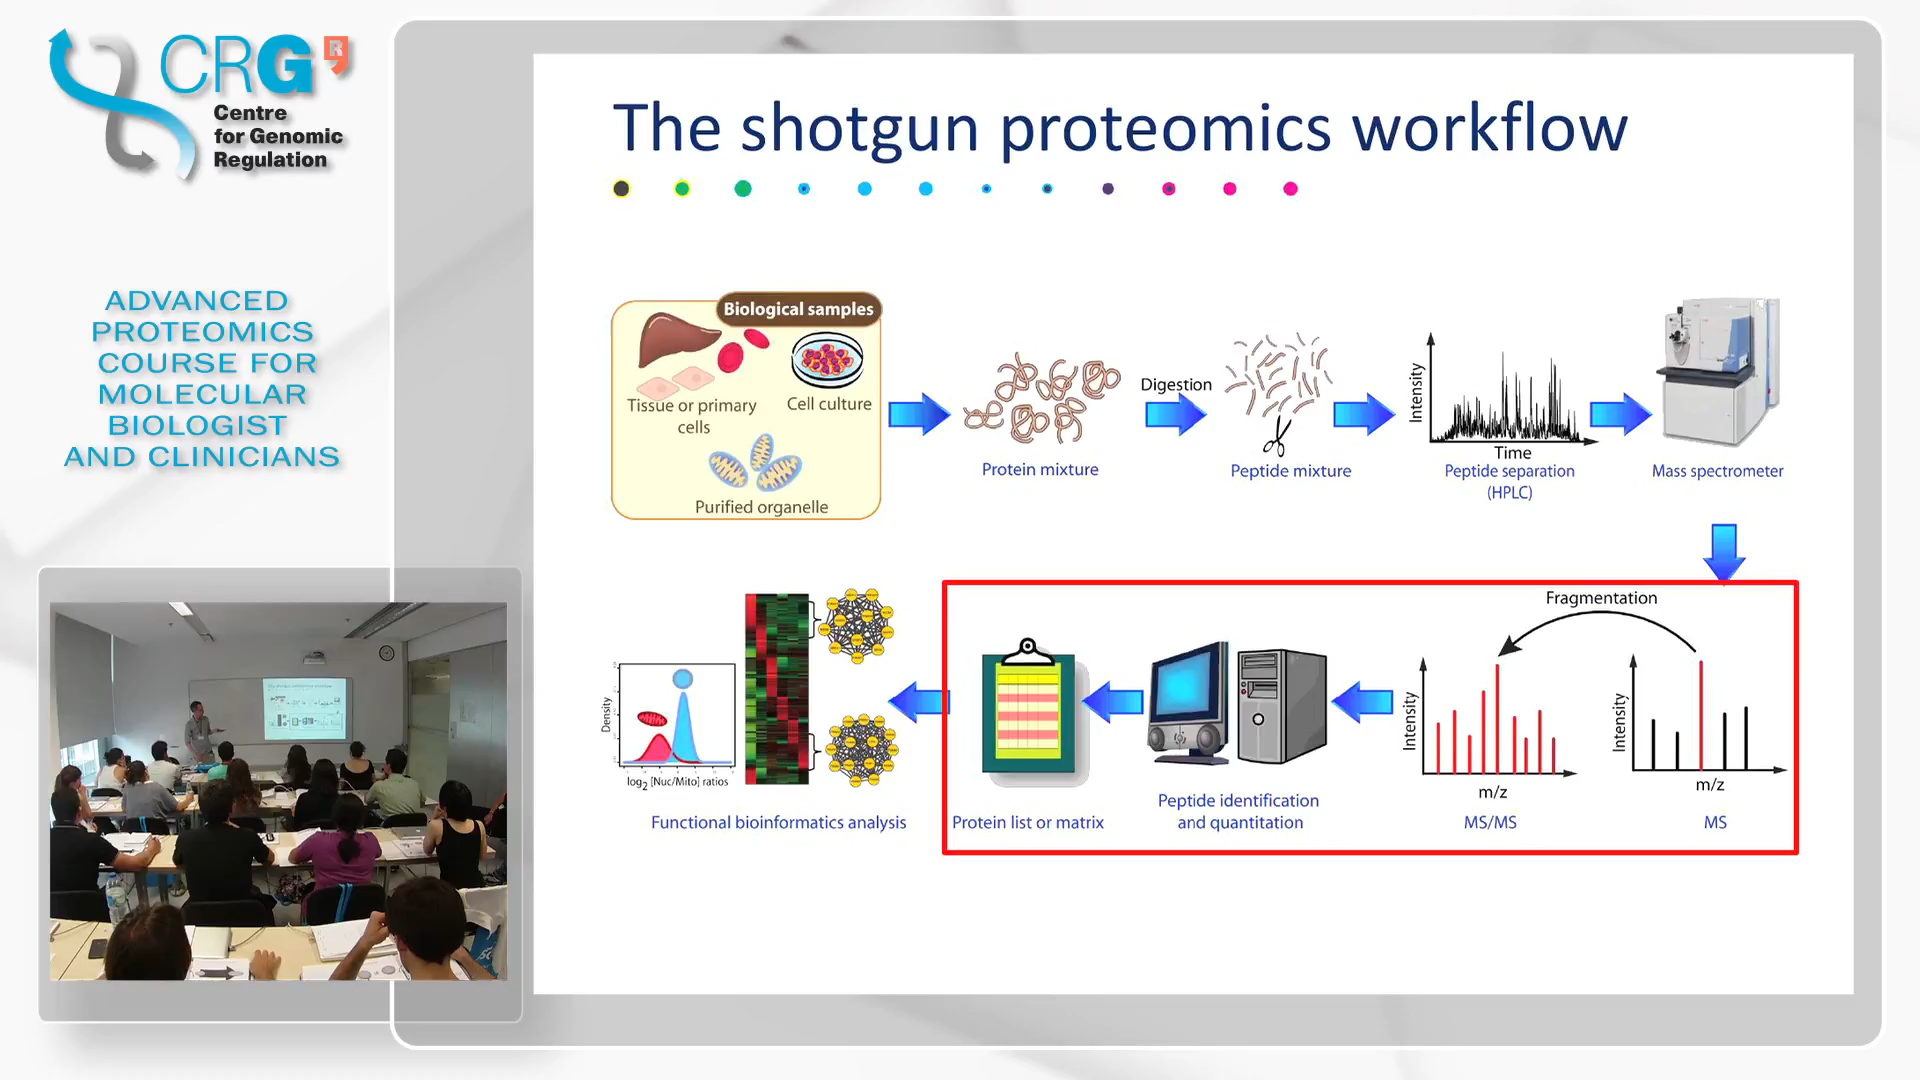 CRG
R
Centre
for Genomic
Regulation
ADVANCED
PROTEOMICS
COURSE FOR
MOLECULAR
BIOLOGIST
AND CLINICIANS
The shotgun proteomics workflow
Biological samples
Tissue or primary
cells
Cell culture
Purified organelle
Protein mixture
Digestion
Peptide mixture
Intensity
Time
Peptide separation
(HPLC)
Mass spectrometer
Fragmentation
Intensity
m/z
MS
Intensity
m/z
MS/MS
Peptide identification
and quantitation
Protein list or matrix
Density
log2 [Nuc/Mito] ratios
Functional bioinformatics analysis